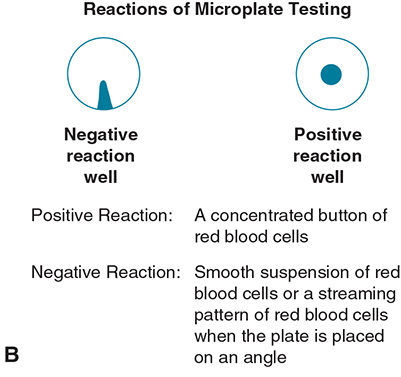 Reactions of Microplate Testing
Negative
reaction
well
Positive
reaction
well
Positive Reaction: A concentrated button of
red blood cells
Negative Reaction: Smooth suspension of red
blood cells or a streaming
pattern of red blood cells
when the plate is placed
on an angle
B